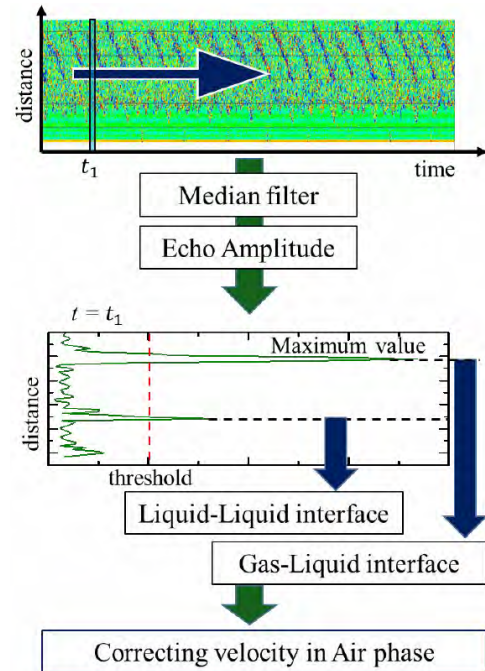 distance
t₁
time
Median filter
Echo Amplitude
t = t₁
Maximum value
distance
threshold
Liquid-Liquid interface
Gas-Liquid interface
Correcting velocity in Air phase